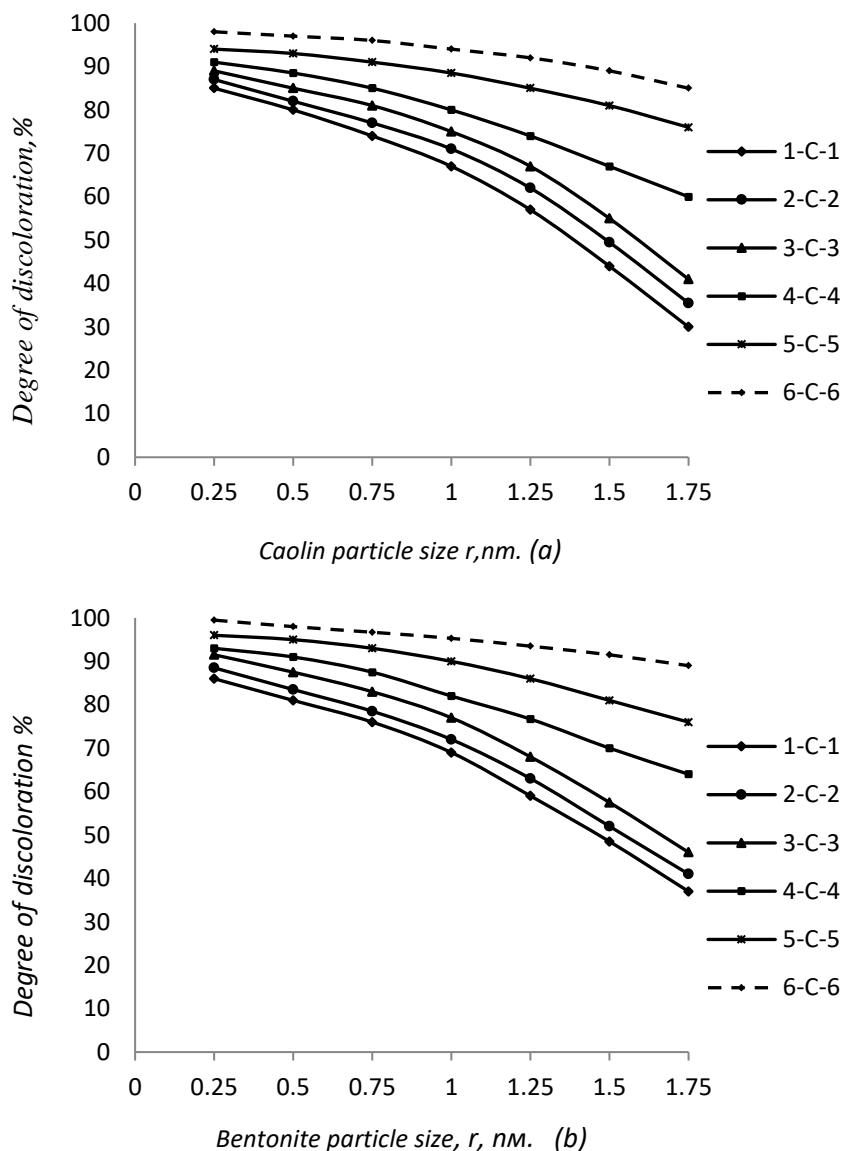 100
90
80
70
60
50
40
30
20
10
0
Degree of discoloration,%
0 0.25 0.5 0.75 1 1.25 1.5 1.75
Caolin particle size r,nm. (a)
1-C-1
2-C-2
3-C-3
4-C-4
5-C-5
6-C-6
100
90
80
70
60
50
40
30
20
10
0
Degree of discoloration %
0 0.25 0.5 0.75 1 1.25 1.5 1.75
Bentonite particle size, r, пм. (b)
1-C-1
2-C-2
3-C-3
4-C-4
5-C-5
6-C-6